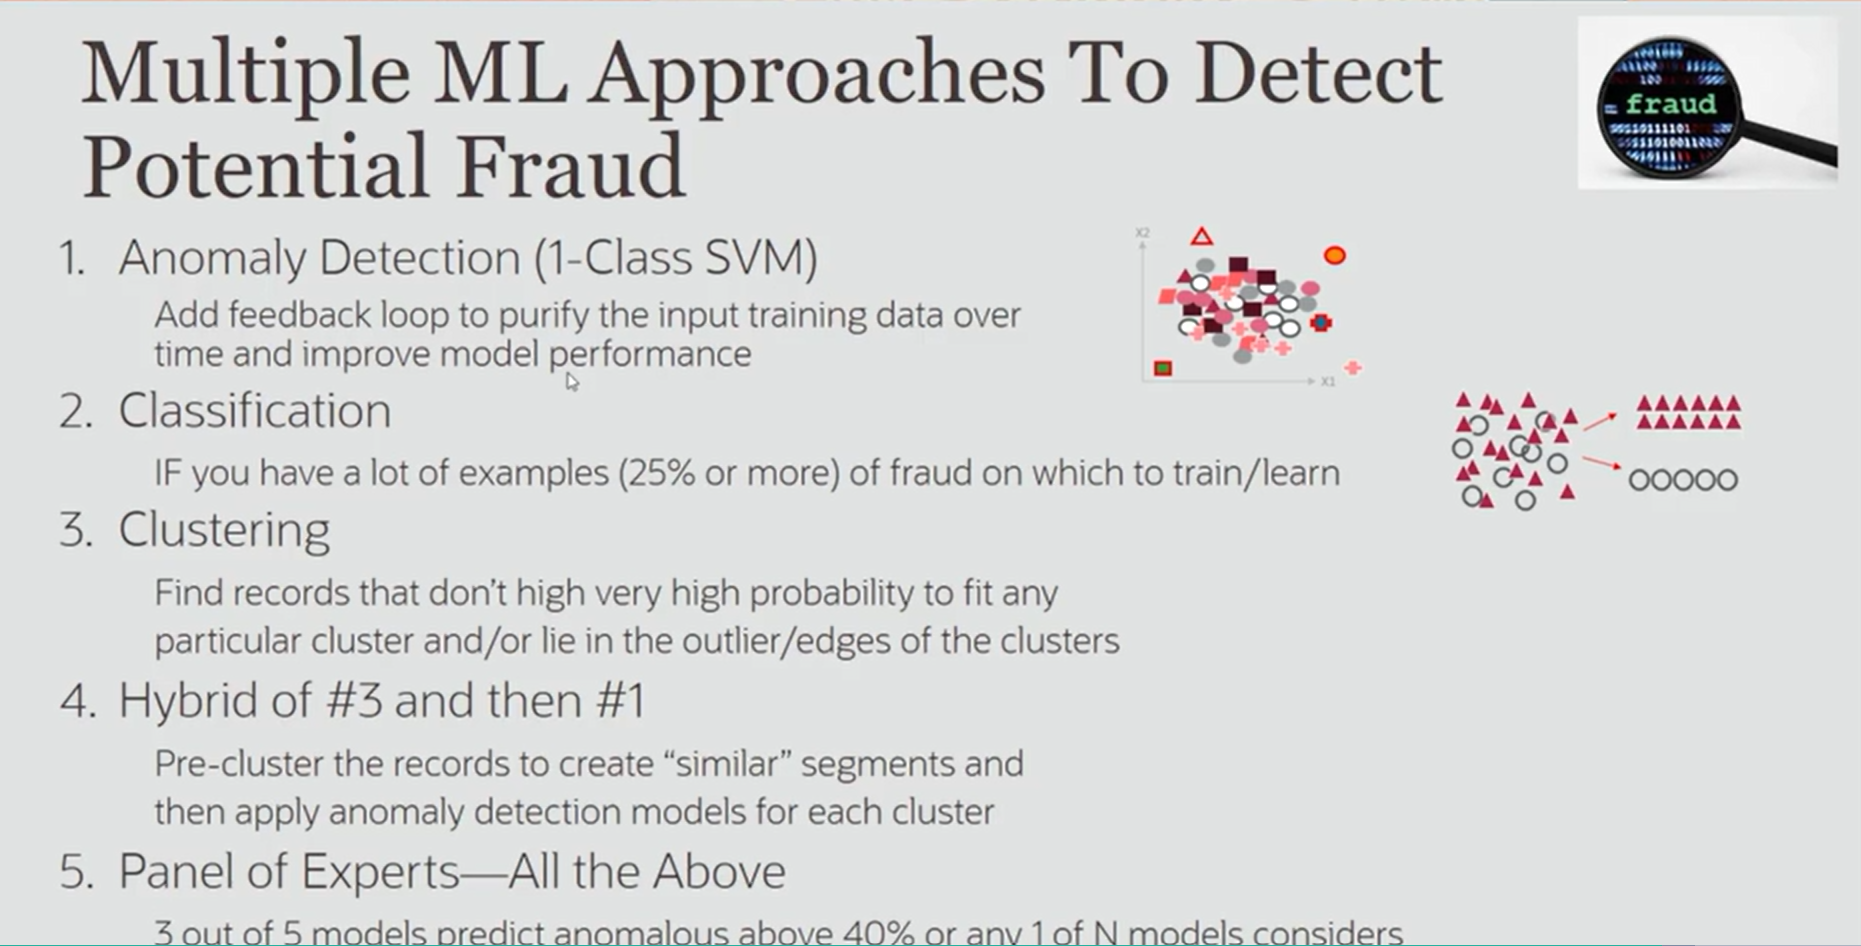 Multiple ML Approaches To Detect
Potential Fraud
fraud
1. Anomaly Detection (1-Class SVM)
Add feedback loop to purify the input training data over
time and improve model performance
X2
X1
2. Classification
IF you have a lot of examples (25% or more) of fraud on which to train/learn
3. Clustering
Find records that don't high very high probability to fit any
particular cluster and/or lie in the outlier/edges of the clusters
4. Hybrid of #3 and then #1
Pre-cluster the records to create “similar” segments and
then apply anomaly detection models for each cluster
5. Panel of Experts—All the Above
3 out of 5 models predict anomalous above 40% or any 1 of N models considers